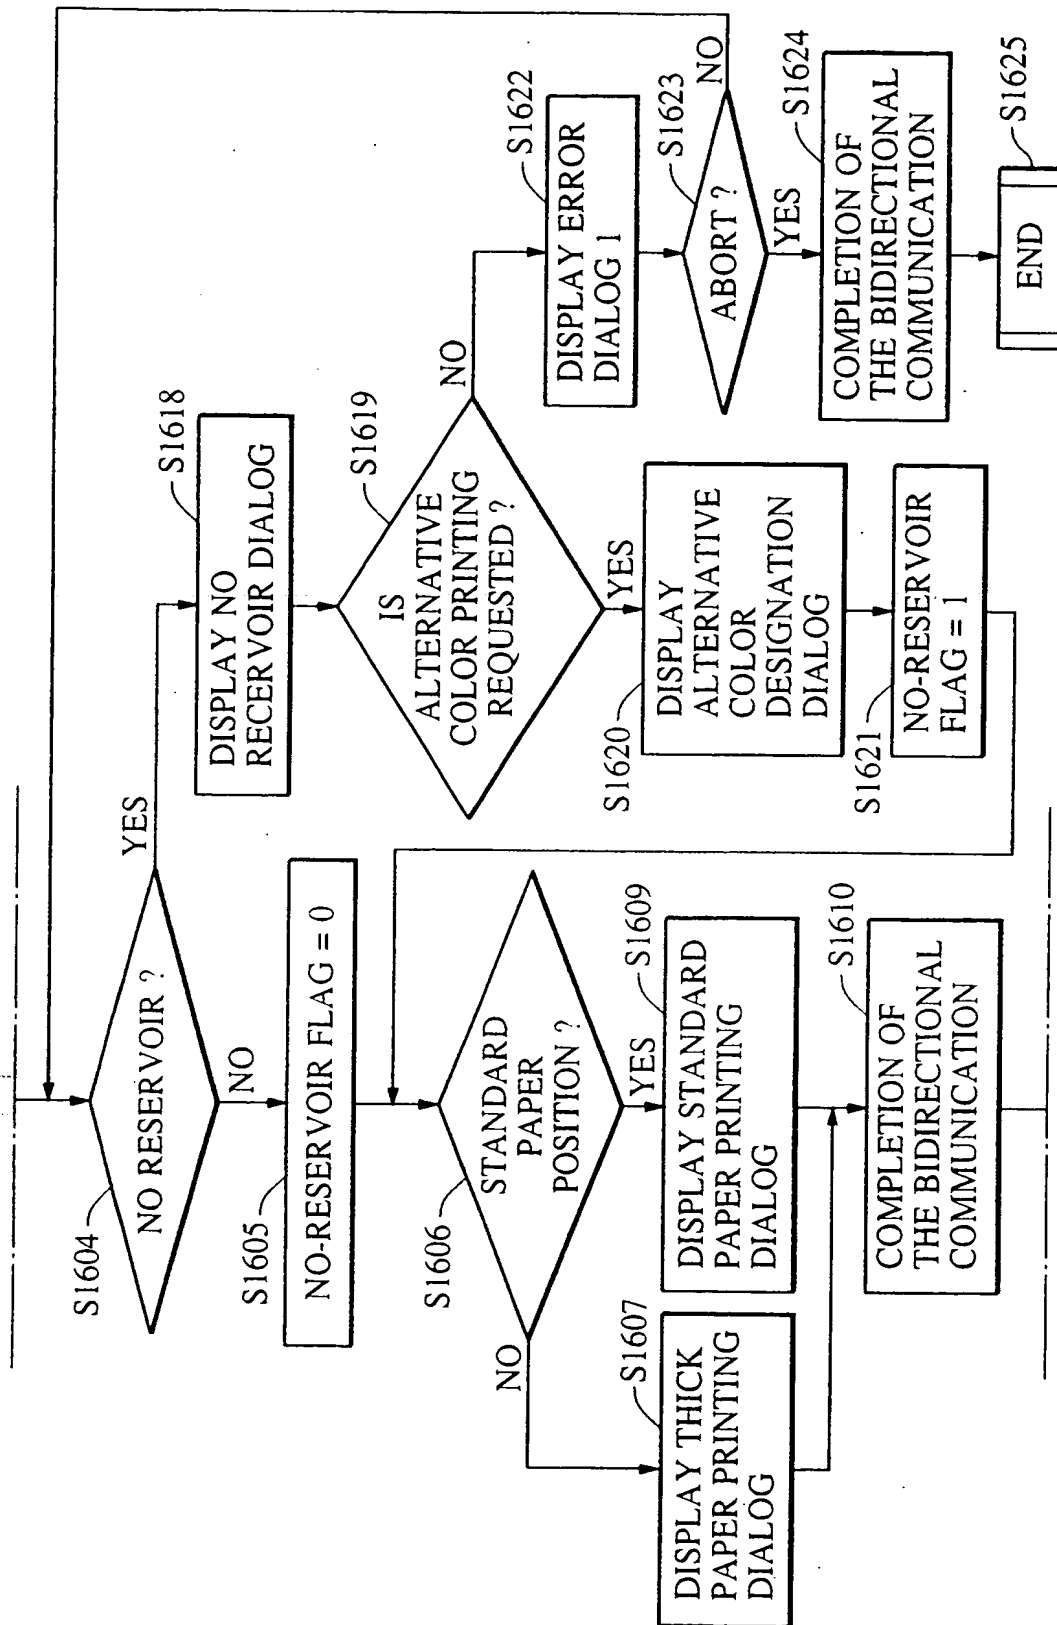 S1604
NO RESERVOIR ?
YES
NO
S1605
NO-RESERVOIR FLAG = 0
S1606
STANDARD
PAPER
POSITION ?
NO
YES
S1607
DISPLAY THICK
PAPER PRINTING
DIALOG
S1609
DISPLAY STANDARD
PAPER PRINTING
DIALOG
S1610
COMPLETION OF
THE BIDIRECTIONAL
COMMUNICATION
S1618
DISPLAY NO
RECERVOIR DIALOG
S1619
IS
ALTERNATIVE
COLOR PRINTING
REQUESTED ?
NO
YES
S1620
DISPLAY
ALTERNATIVE
COLOR
DESIGNATION
DIALOG
S1621
NO-RESERVOIR
FLAG = 1
S1622
DISPLAY ERROR
DIALOG 1
S1623
ABORT ?
NO
YES
S1624
COMPLETION OF
THE BIDIRECTIONAL
COMMUNICATION
S1625
END